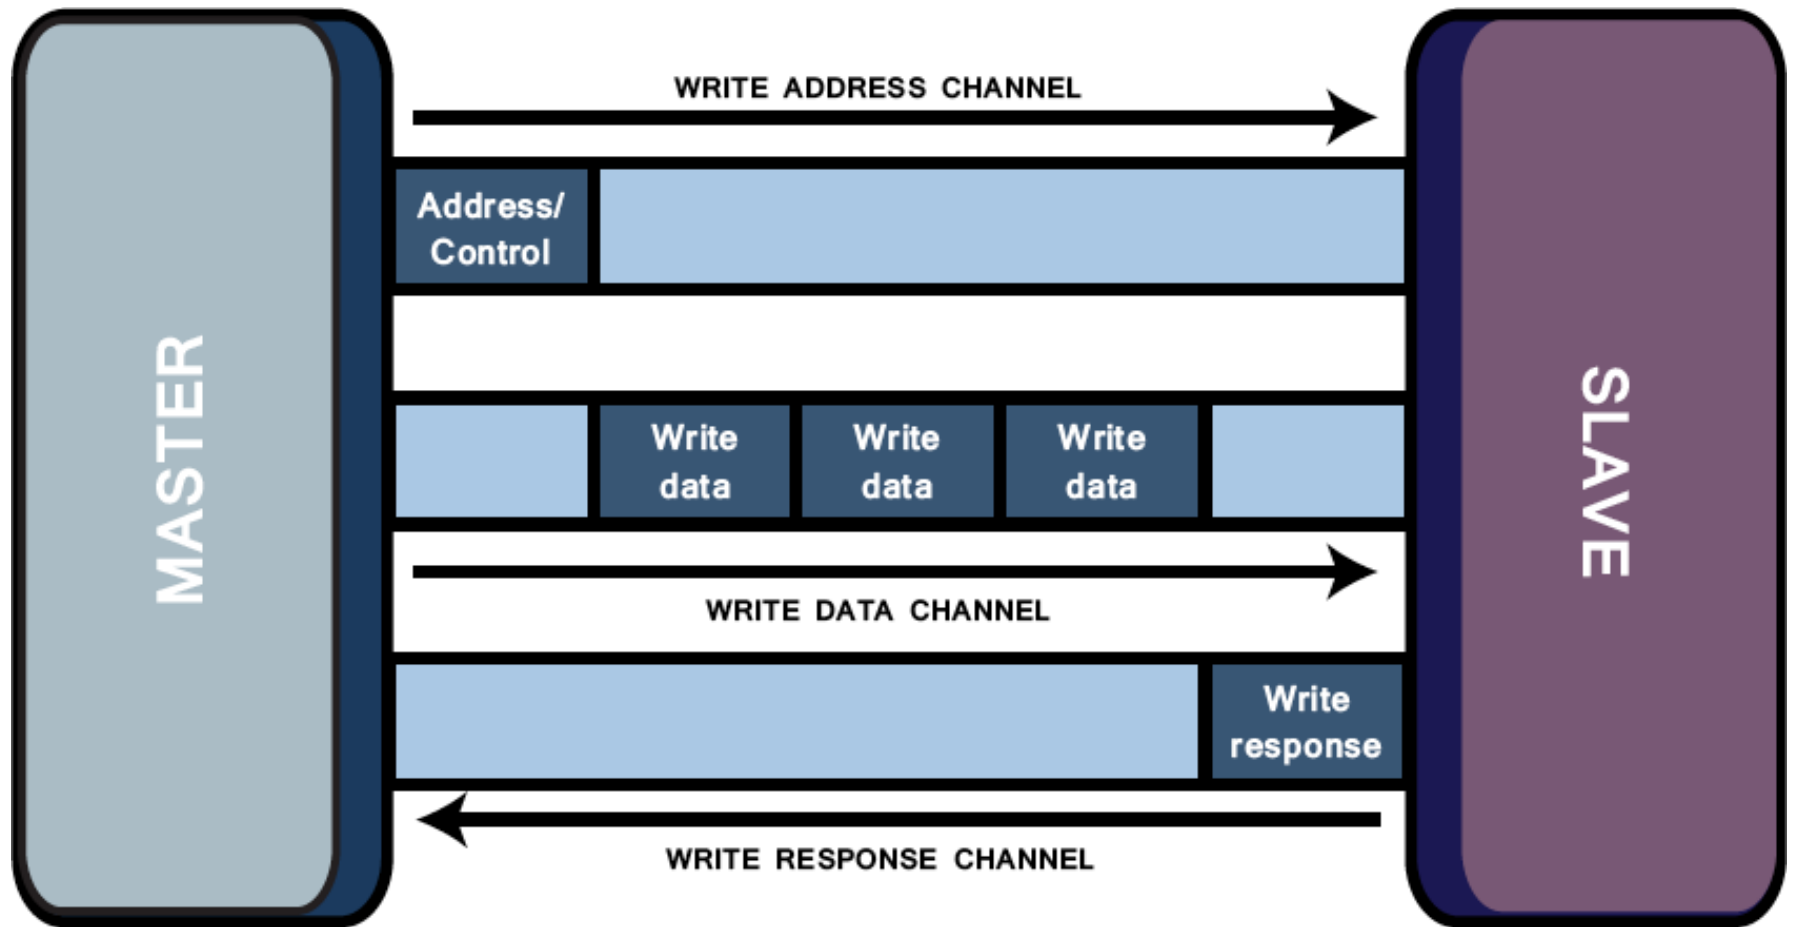 WRITE ADDRESS CHANNEL
Address/
Control
MASTER
SLAVE
Write
data
Write
data
Write
data
WRITE DATA CHANNEL
Write
response
WRITE RESPONSE CHANNEL